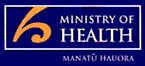 MINISTRY OF
HEALTH
MANATŪ HAUORA